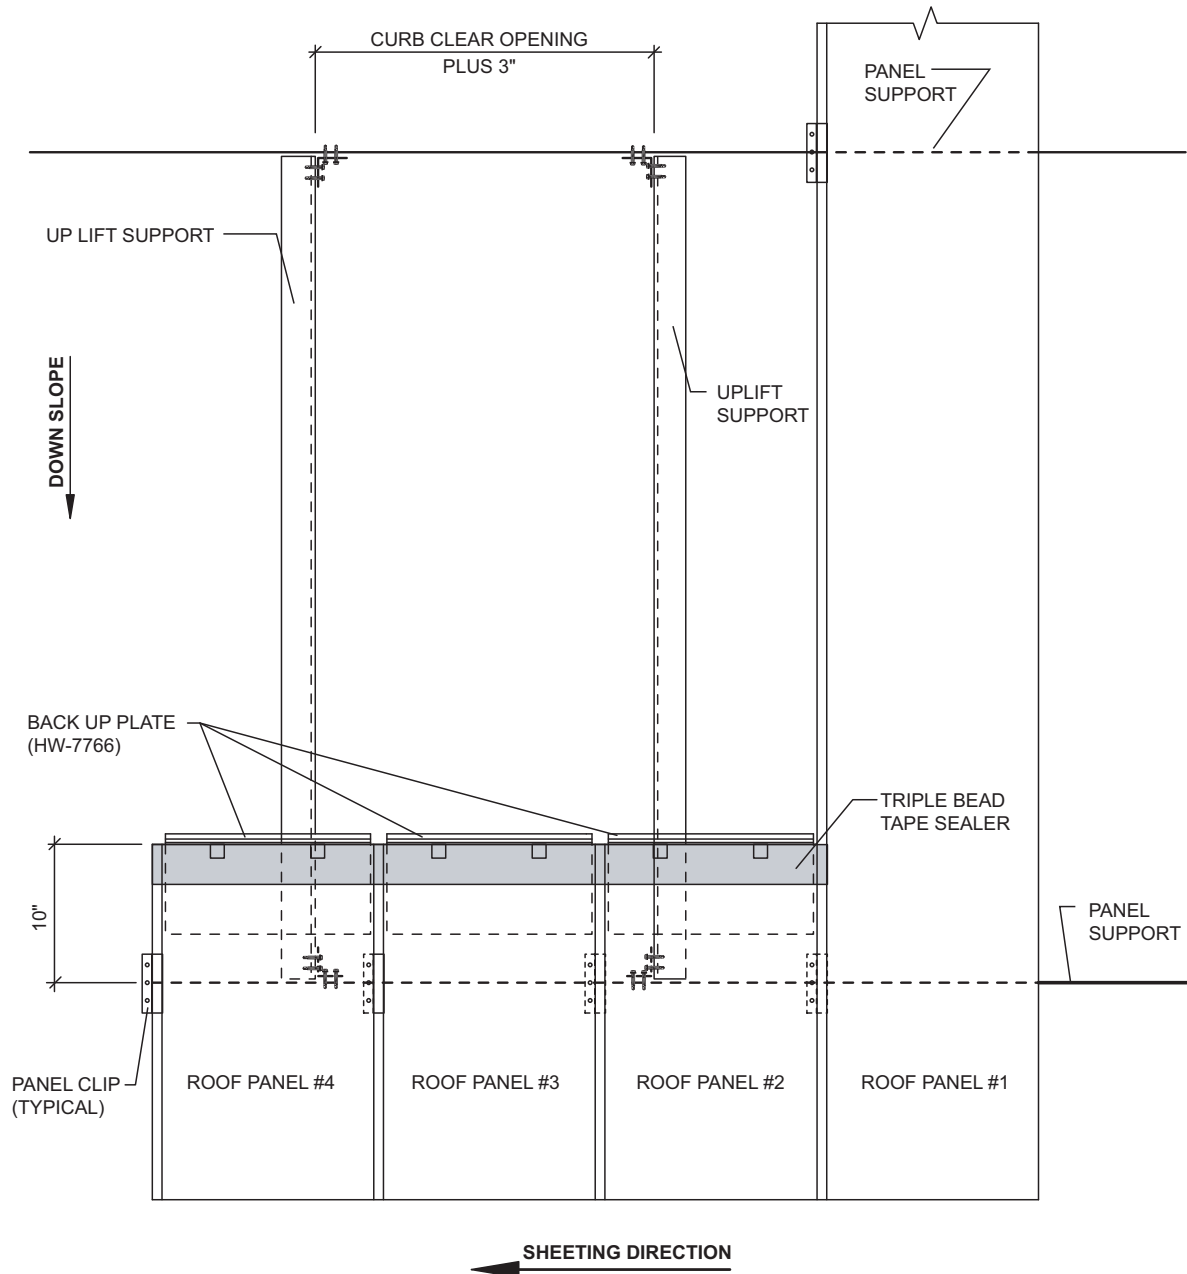 CURB CLEAR OPENING
PLUS 3"
PANEL
SUPPORT
UP LIFT SUPPORT
DOWN SLOPE
UPLIFT
SUPPORT
BACK UP PLATE
(HW-7766)
TRIPLE BEAD
TAPE SEALER
10"
PANEL
SUPPORT
PANEL CLIP
(TYPICAL)
ROOF PANEL #4
ROOF PANEL #3
ROOF PANEL #2
ROOF PANEL #1
SHEETING DIRECTION